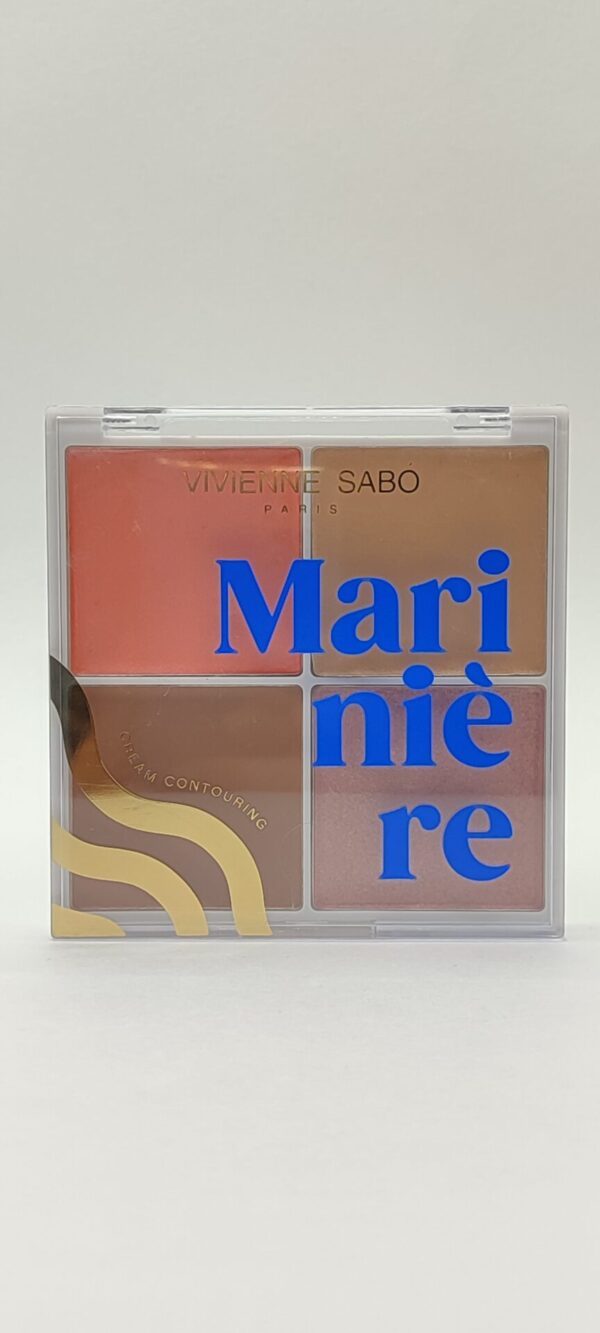 VIVIENNE SABÓ
PARIS
Mari
niè
re
CREAM CONTOURING